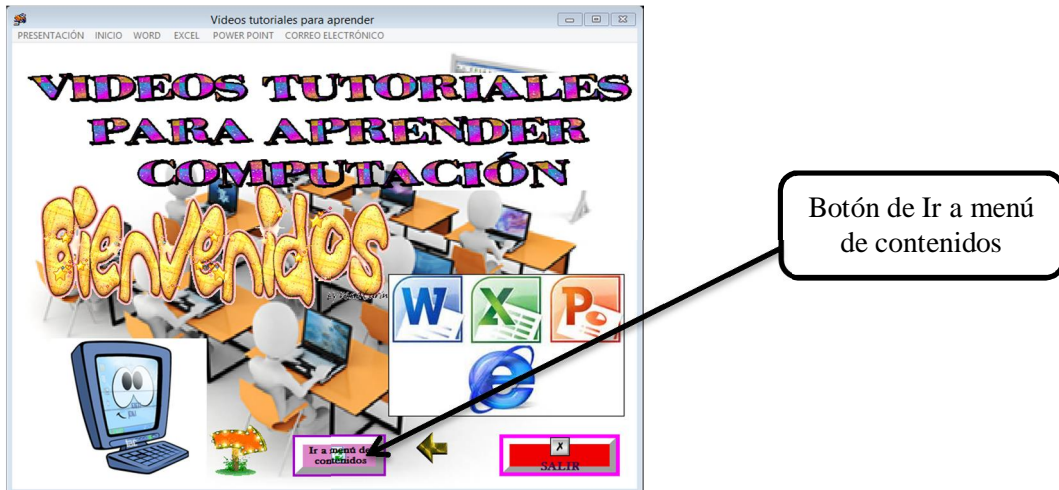 Videos tutoriales para aprender
PRESENTACIÓN INICIO WORD EXCEL POWER POINT CORREO ELECTRÓNICO
VIDEOS TUTORIALES
PARA APRENDER
COMPUTACIÓN
Bienvenidos
Botón de Ir a menú
de contenidos
W X P
e
Ir a menú de
contenidos
X
SALIR